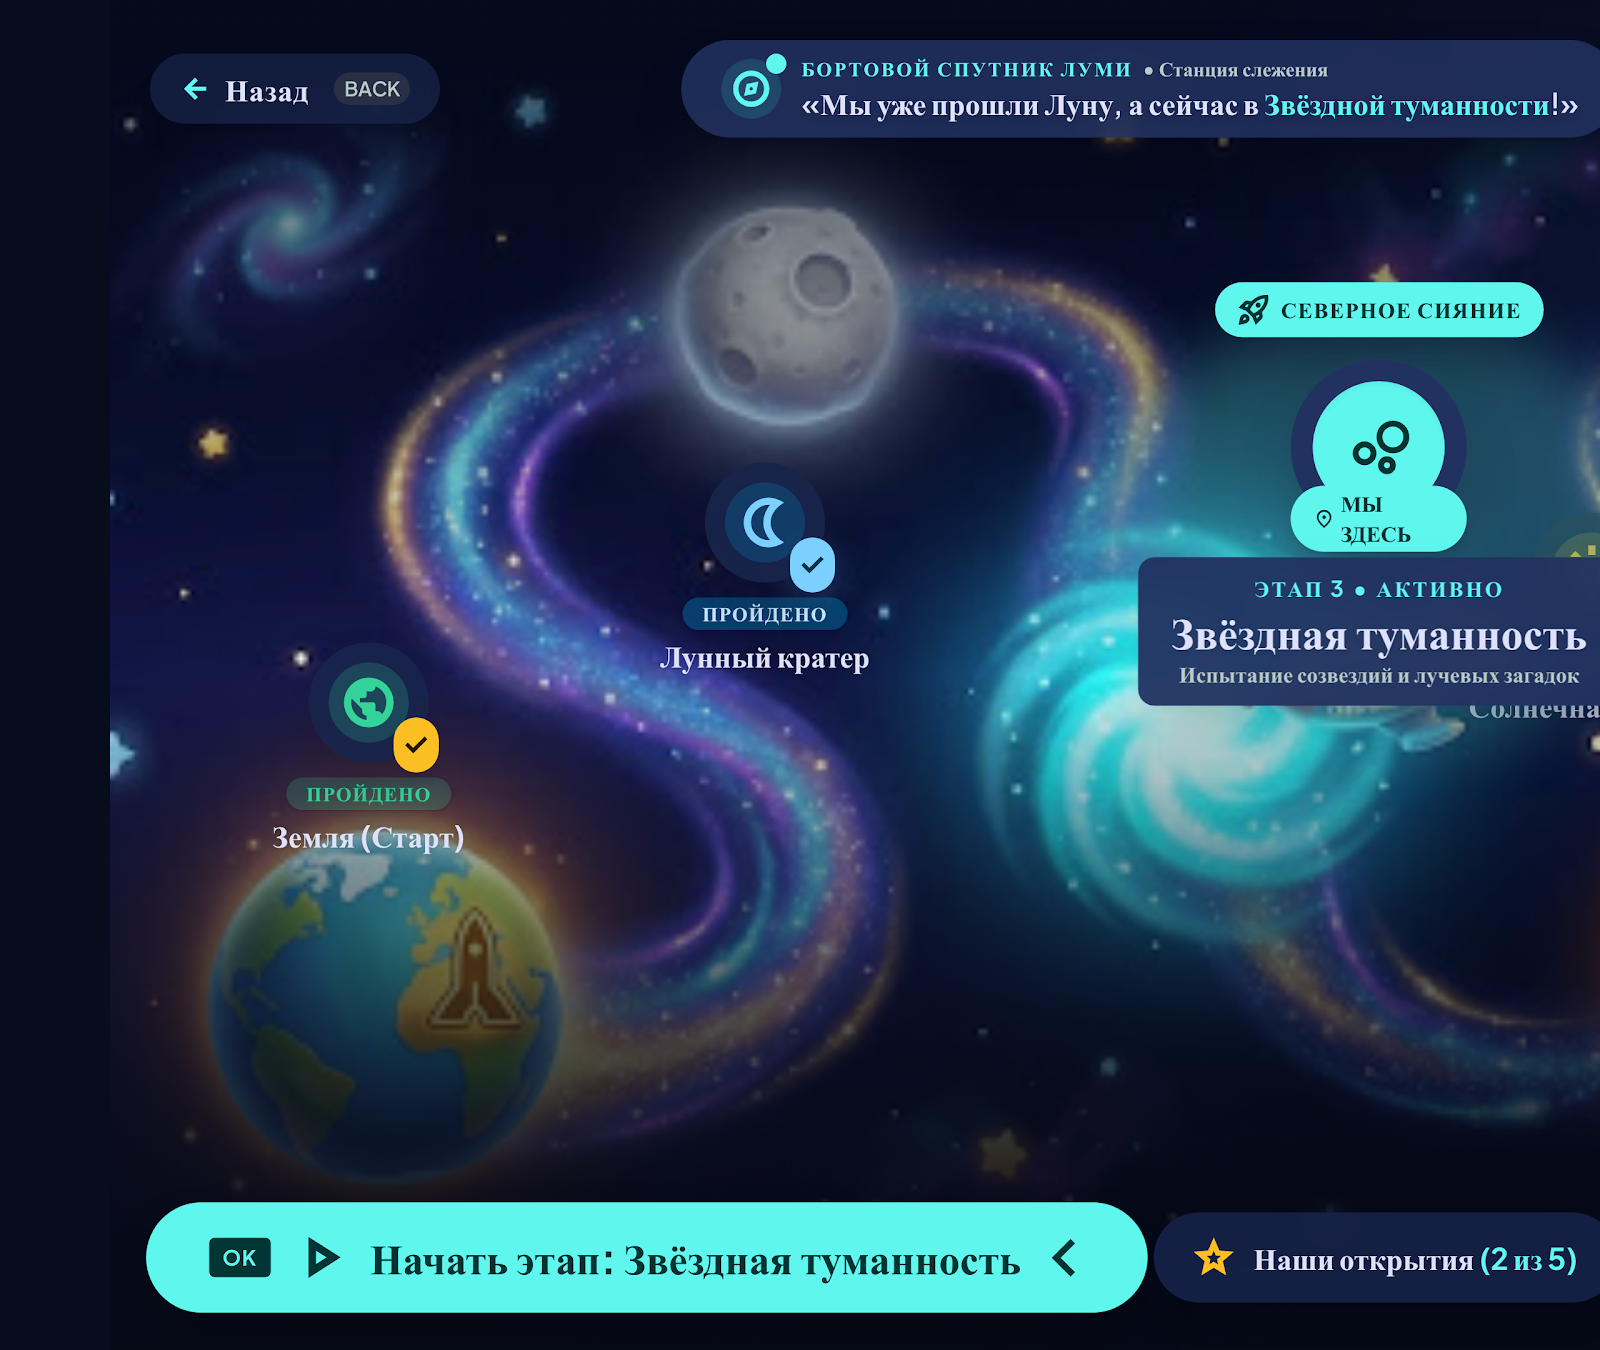 Назад BACK
БОРТОВОЙ СПУТНИК ЛУМИ • Станция слежения
«Мы уже прошли Луну, а сейчас в Звёздной туманности!»
СЕВЕРНОЕ СИЯНИЕ
МЫ
ЗДЕСЬ
ЭТАП 3 • АКТИВНО
Звёздная туманность
Испытание созвездий и лучевых загадок
Солнечна
ПРОЙДЕНО
Лунный кратер
ПРОЙДЕНО
Земля (Старт)
OK Начать этап: Звёздная туманность
Наши открытия (2 из 5)